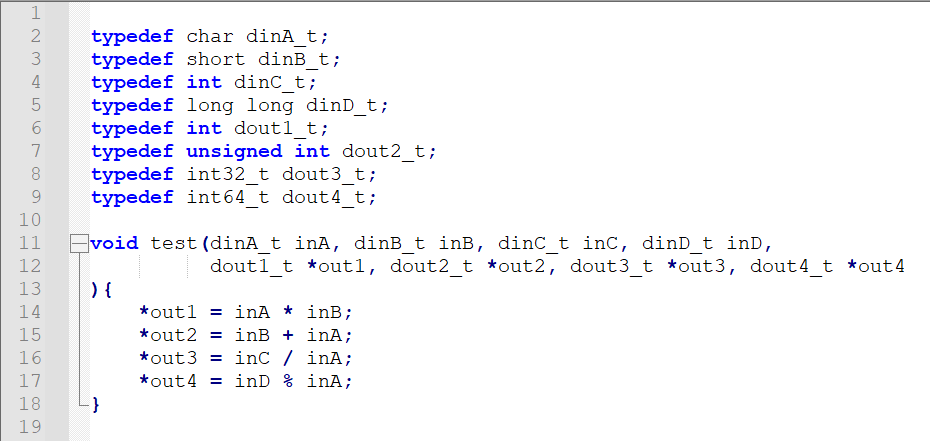 1
2 typedef char dinA_t;
3 typedef short dinB_t;
4 typedef int dinC_t;
5 typedef long long dinD_t;
6 typedef int dout1_t;
7 typedef unsigned int dout2_t;
8 typedef int32_t dout3_t;
9 typedef int64_t dout4_t;
10
11 void test(dinA_t inA, dinB_t inB, dinC_t inC, dinD_t inD,
12 dout1_t *out1, dout2_t *out2, dout3_t *out3, dout4_t *out4
13 ){
14 *out1 = inA * inB;
15 *out2 = inB + inA;
16 *out3 = inC / inA;
17 *out4 = inD % inA;
18 }
19